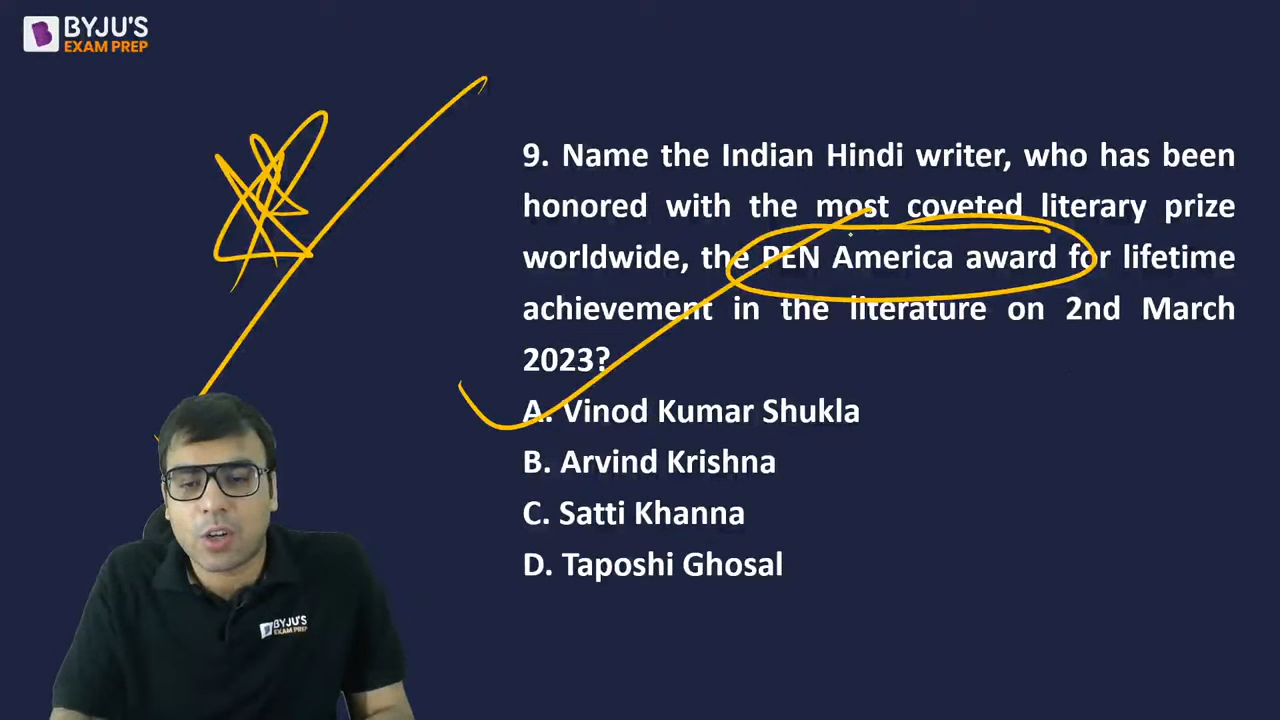 BYJU'S
EXAM PREP
9. Name the Indian Hindi writer, who has been
honored with the most coveted literary prize
worldwide, the PEN America award for lifetime
achievement in the literature on 2nd March
2023?
A. Vinod Kumar Shukla
B. Arvind Krishna
C. Satti Khanna
D. Taposhi Ghosal
BYJU'S
EXAM PREP